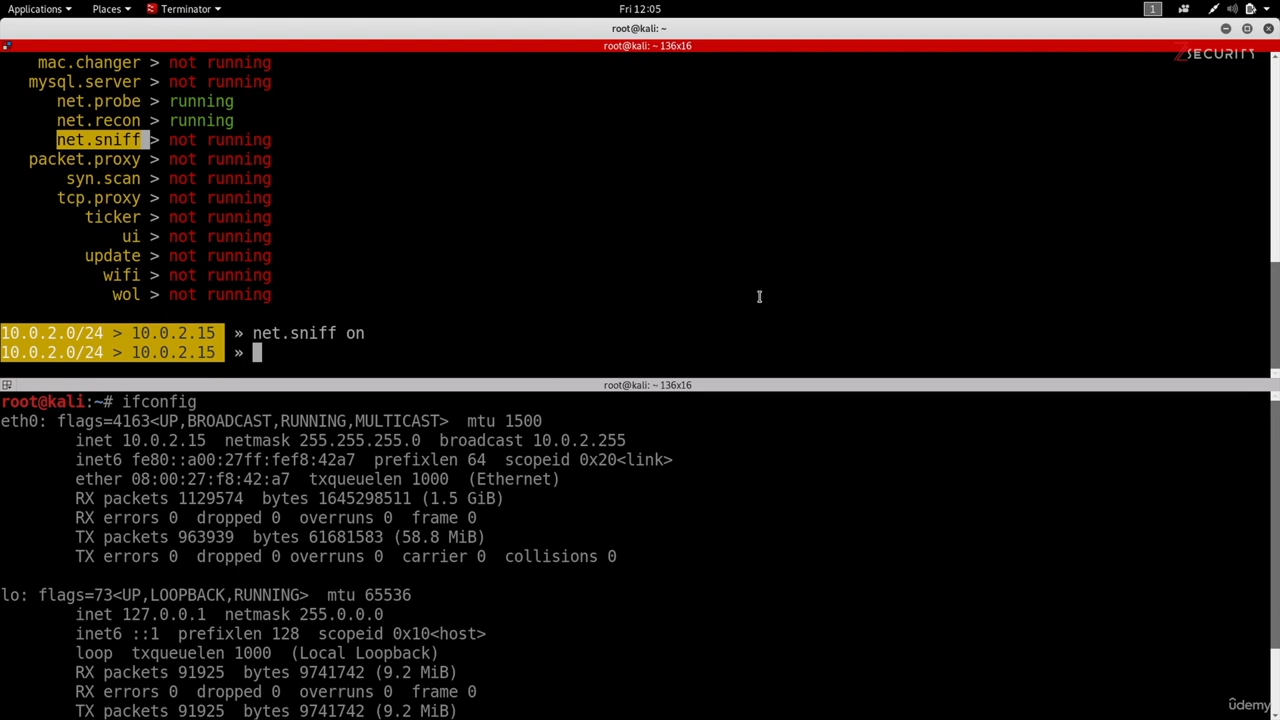 Applications ▾ Places ▾ Terminator ▾ Fri 12:05 1
root@kali: ~
root@kali: ~ 136x16
ZSECURITY
mac.changer > not running
mysql.server > not running
net.probe > running
net.recon > running
net.sniff > not running
packet.proxy > not running
syn.scan > not running
tcp.proxy > not running
ticker > not running
ui > not running
update > not running
wifi > not running
wol > not running
10.0.2.0/24 > 10.0.2.15 » net.sniff on
10.0.2.0/24 > 10.0.2.15 »
root@kali: ~ 136x16
root@kali:~# ifconfig
eth0: flags=4163<UP,BROADCAST,RUNNING,MULTICAST> mtu 1500
inet 10.0.2.15 netmask 255.255.255.0 broadcast 10.0.2.255
inet6 fe80::a00:27ff:fef8:42a7 prefixlen 64 scopeid 0x20<link>
ether 08:00:27:f8:42:a7 txqueuelen 1000 (Ethernet)
RX packets 1129574 bytes 1645298511 (1.5 GiB)
RX errors 0 dropped 0 overruns 0 frame 0
TX packets 963939 bytes 61681583 (58.8 MiB)
TX errors 0 dropped 0 overruns 0 carrier 0 collisions 0
lo: flags=73<UP,LOOPBACK,RUNNING> mtu 65536
inet 127.0.0.1 netmask 255.0.0.0
inet6 ::1 prefixlen 128 scopeid 0x10<host>
loop txqueuelen 1000 (Local Loopback)
RX packets 91925 bytes 9741742 (9.2 MiB)
RX errors 0 dropped 0 overruns 0 frame 0
TX packets 91925 bytes 9741742 (9.2 MiB)
ûdemy